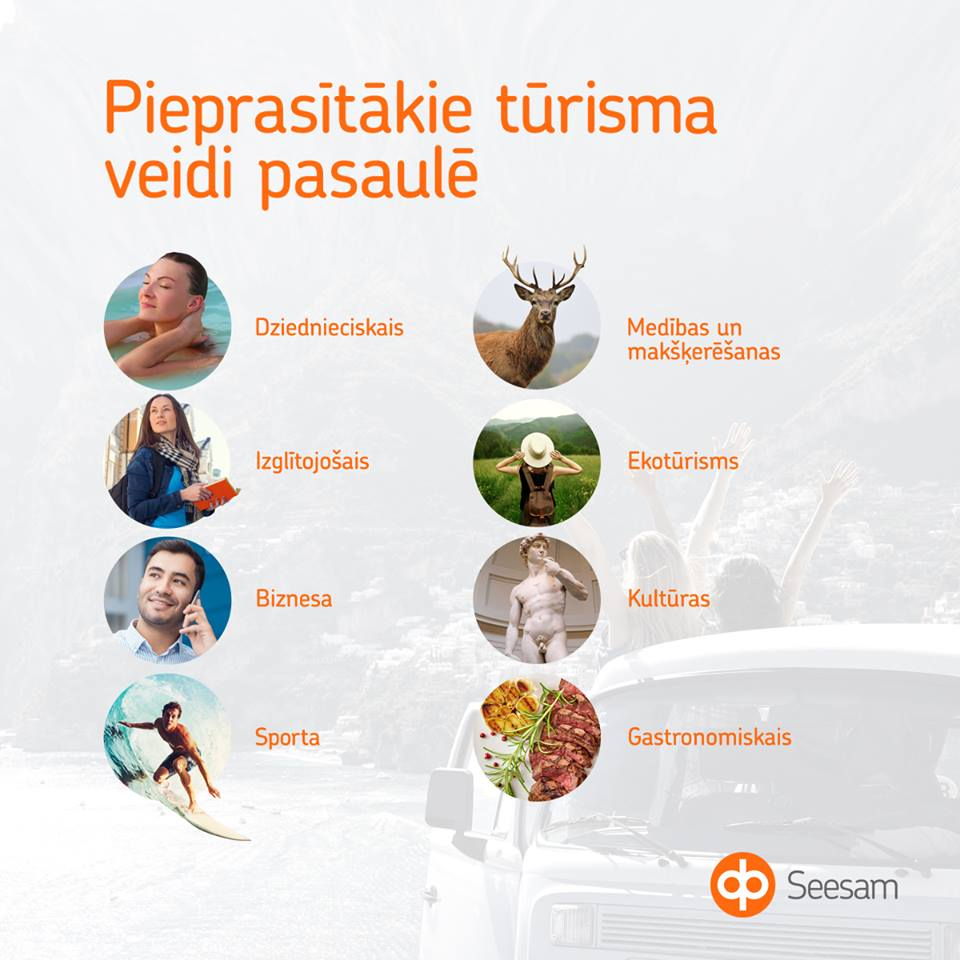 Pieprasītākie tūrisma
veidi pasaulē
Dziednieciskais
Izglītojošais
Biznesa
Sporta
Medības un
makšķerēšanas
Ekotūrisms
Kultūras
Gastronomiskais
Seesam